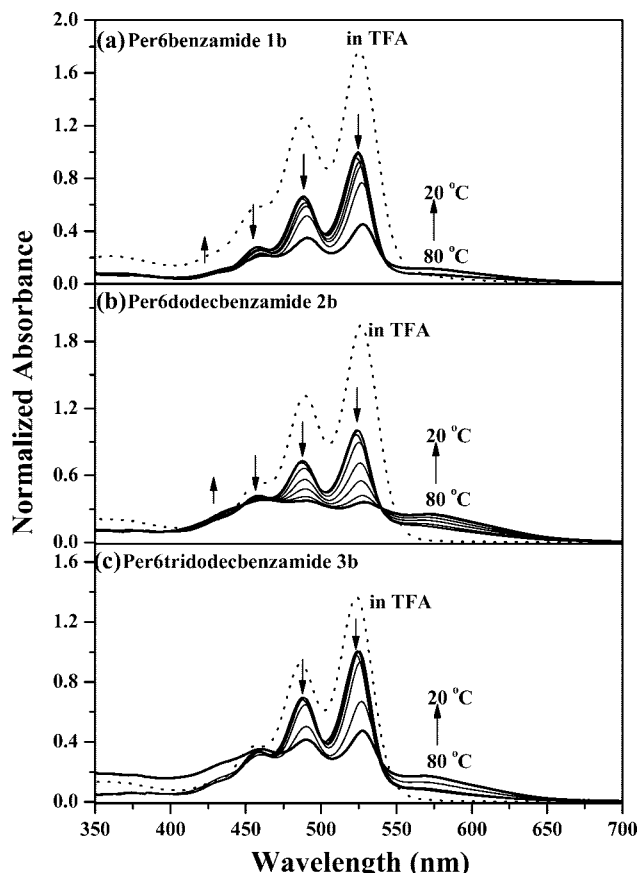 2.0
(a) Per6benzamide 1b
in TFA
1.6
1.2
0.8
20 °C
0.4
80 °C
0.0
(b) Per6dodecbenzamide 2b
in TFA
1.8
1.2
20 °C
0.6
80 °C
0.0
1.6
(c) Per6tridodecbenzamide 3b
in TFA
1.2
0.8
20 °C
0.4
80 °C
0.0
350 400 450 500 550 600 650 700
Wavelength (nm)
Normalized Absorbance